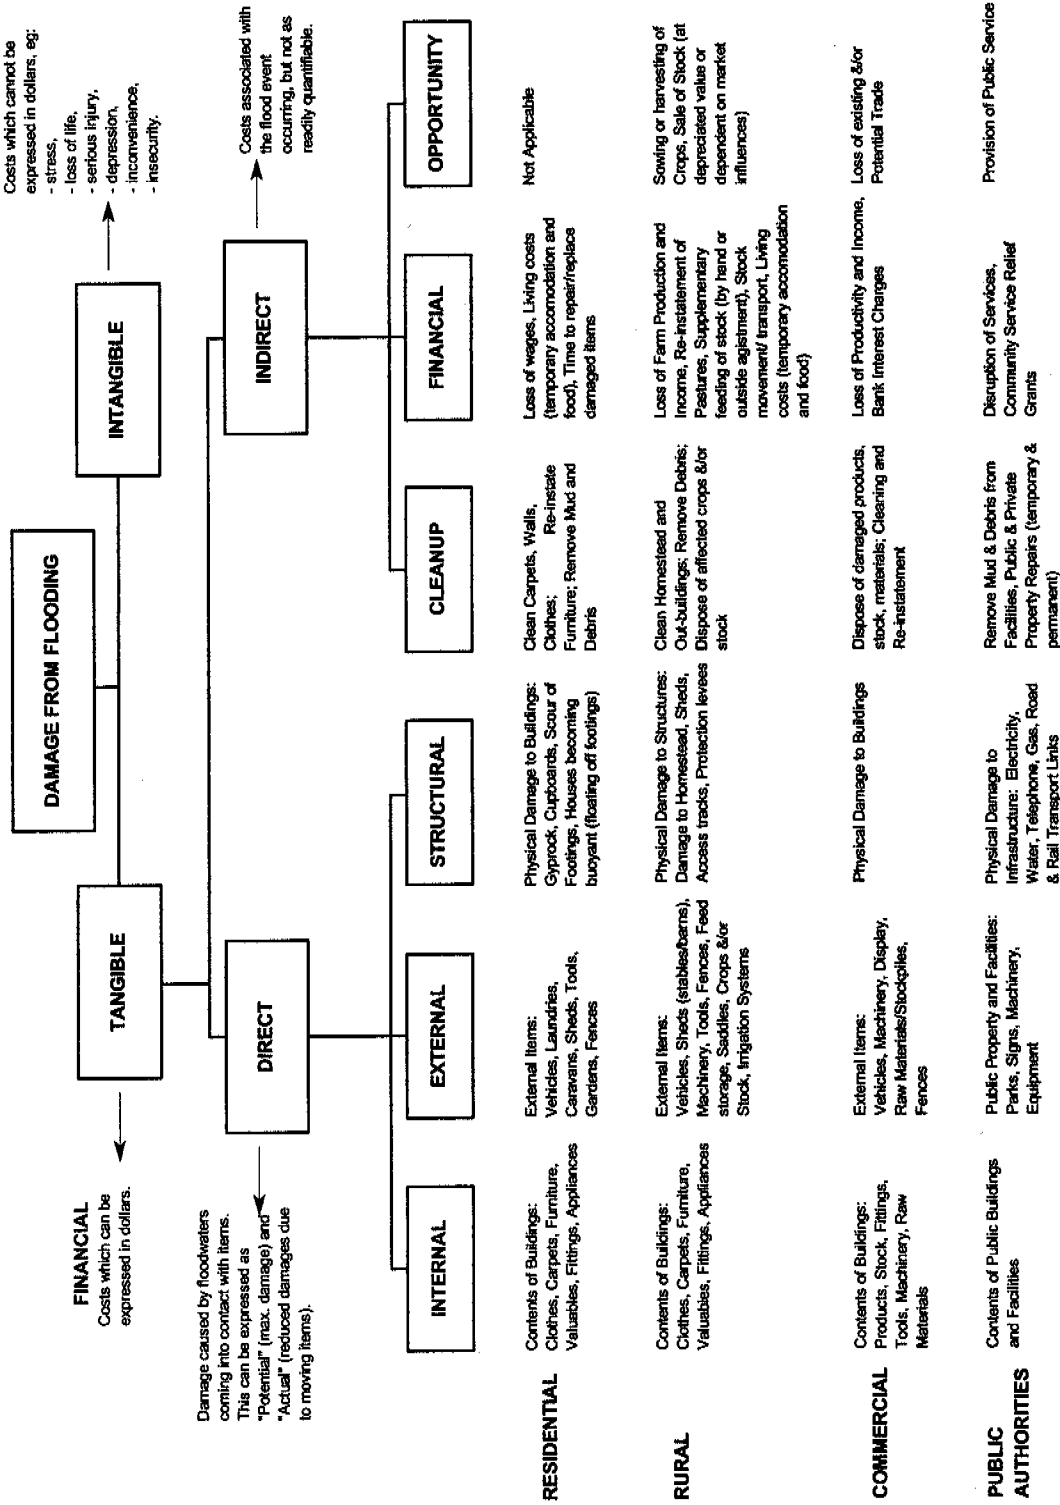 DAMAGE FROM FLOODING
TANGIBLE
INTANGIBLE
FINANCIAL
Costs which can be
expressed in dollars.
Costs which cannot be
expressed in dollars, eg:
- stress,
- loss of life,
- serious injury,
- depression,
- inconvenience,
- insecurity.
DIRECT
INDIRECT
Damage caused by floodwaters
coming into contact with items.
This can be expressed as
"Potential" (max. damage) and
"Actual" (reduced damages due
to moving items).
Costs associated with
the flood event
occurring, but not as
readily quantifiable.
INTERNAL
EXTERNAL
STRUCTURAL
CLEANUP
FINANCIAL
OPPORTUNITY
RESIDENTIAL
Contents of Buildings:
Clothes, Carpets, Furniture,
Valuables, Fittings, Appliances
External Items:
Vehicles, Laundries,
Caravans, Sheds, Tools,
Gardens, Fences
Physical Damage to Buildings:
Gyprock, Cupboards, Scour of
Footings, Houses becoming
buoyant (floating off footings)
Clean Carpets, Walls,
Clothes; Re-instate
Furniture; Remove Mud and
Debris
Loss of wages, Living costs
(temporary accomodation and
food), Time to repair/replace
damaged items
Not Applicable
RURAL
Contents of Buildings:
Clothes, Carpets, Furniture,
Valuables, Fittings, Appliances
External Items:
Vehicles, Sheds (stables/barns),
Machinery, Tools, Fences, Feed
storage, Saddles, Crops &/or
Stock, Irrigation Systems
Physical Damage to Structures:
Damage to Homestead, Sheds,
Access tracks, Protection levees
Clean Homestead and
Out-buildings; Remove Debris;
Dispose of affected crops &/or
stock
Loss of Farm Production and
Income, Re-instatement of
Pastures, Supplementary
feeding of stock (by hand or
outside agistment), Stock
movement/ transport, Living
costs (temporary accomodation
and food)
Sowing or harvesting of
Crops, Sale of Stock (at
depreciated value or
dependent on market
influences)
COMMERCIAL
Contents of Buildings:
Products, Stock, Fittings,
Tools, Machinery, Raw
Materials
External Items:
Vehicles, Machinery, Display,
Raw Materials/Stockpiles,
Fences
Physical Damage to Buildings
Dispose of damaged products,
stock, materials; Cleaning and
Re-instatement
Loss of Productivity and Income,
Bank Interest Charges
Loss of existing &/or
Potential Trade
PUBLIC
AUTHORITIES
Contents of Public Buildings
and Facilities
Public Property and Facilities:
Parks, Signs, Machinery,
Equipment
Physical Damage to
Infrastructure: Electricity,
Water, Telephone, Gas, Road
& Rail Transport Links
Remove Mud & Debris from
Facilities, Public & Private
Property Repairs (temporary &
permanent)
Disruption of Services,
Community Service Relief
Grants
Provision of Public Service